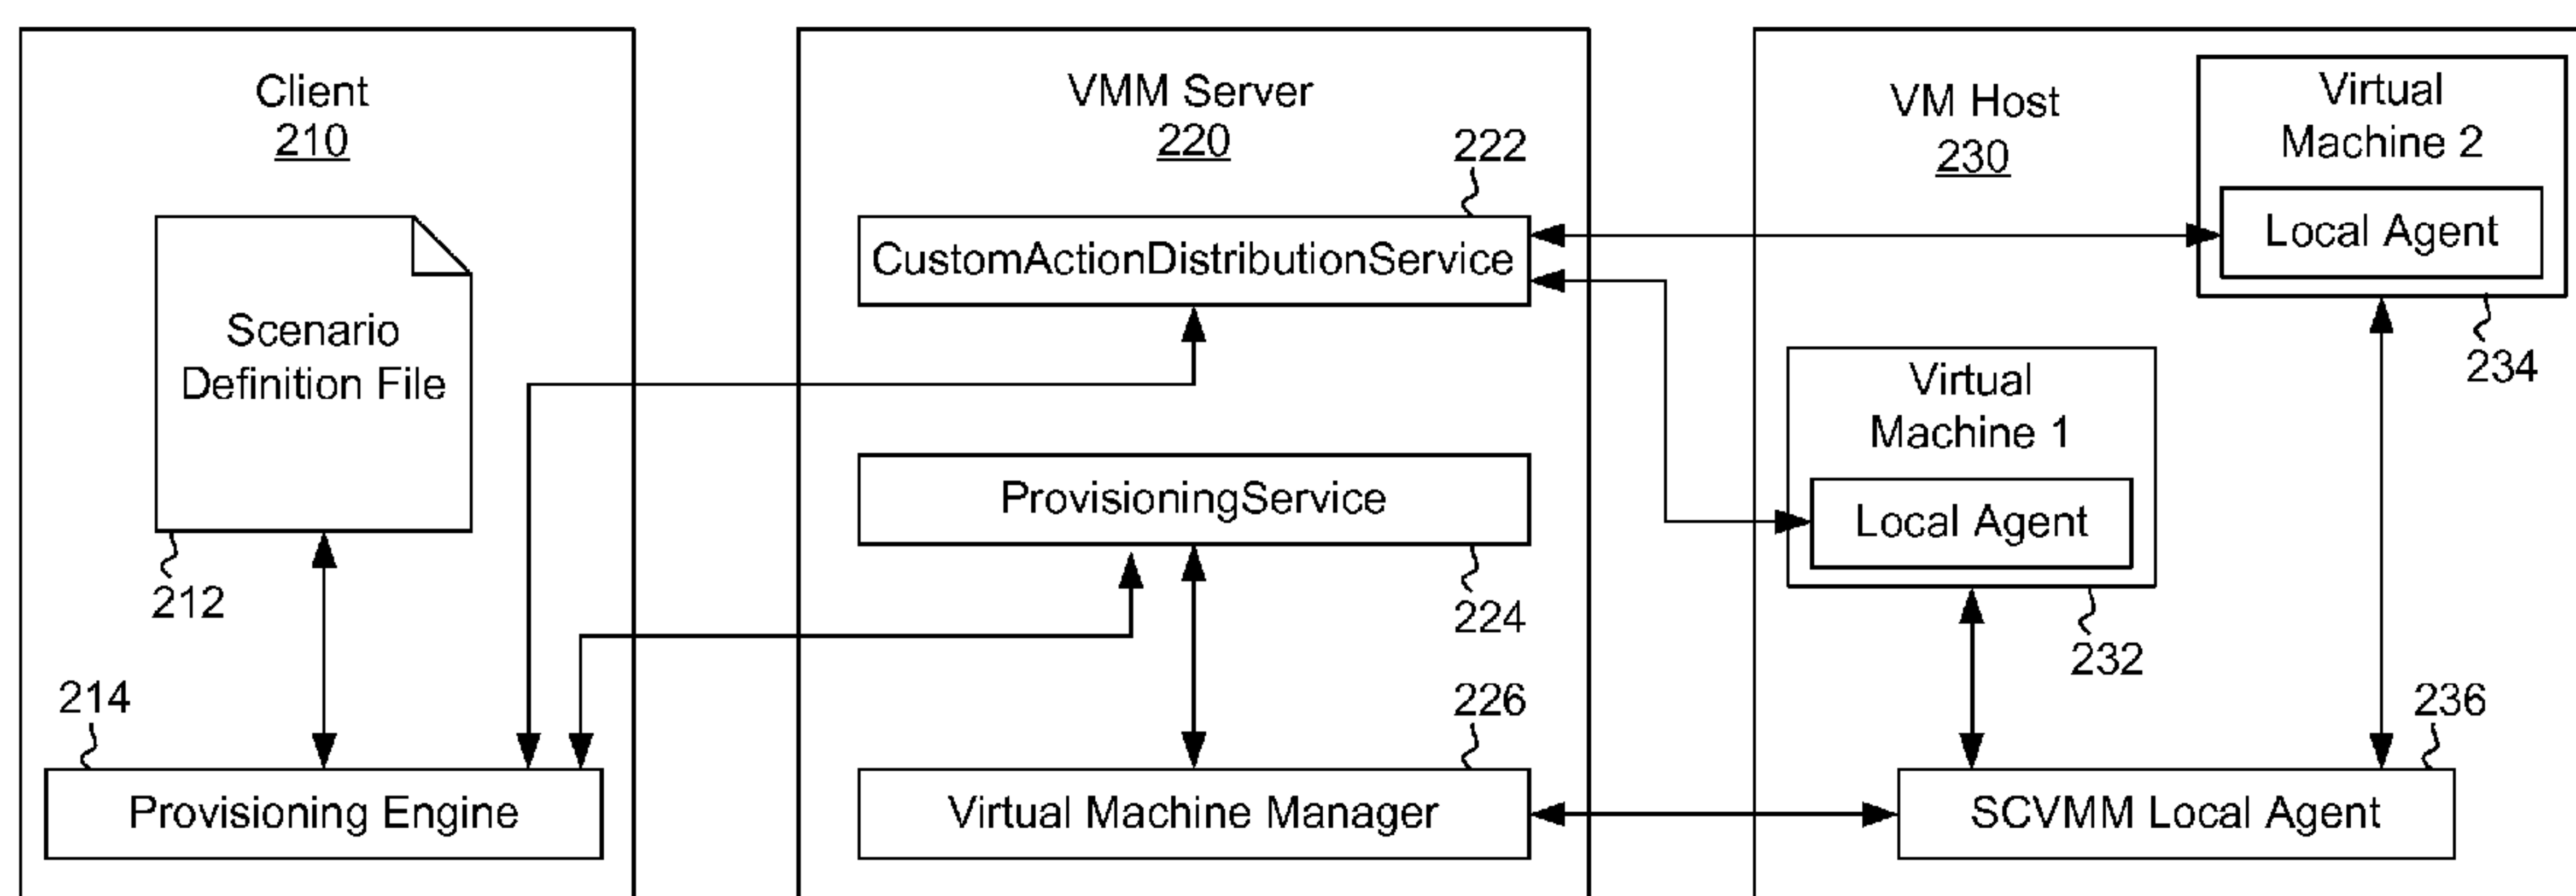 Client
210
Scenario
Definition File
212
214
Provisioning Engine
VMM Server
220
222
CustomActionDistributionService
ProvisioningService
224
226
Virtual Machine Manager
VM Host
230
Virtual
Machine 2
Local Agent
234
Virtual
Machine 1
Local Agent
232
236
SCVMM Local Agent